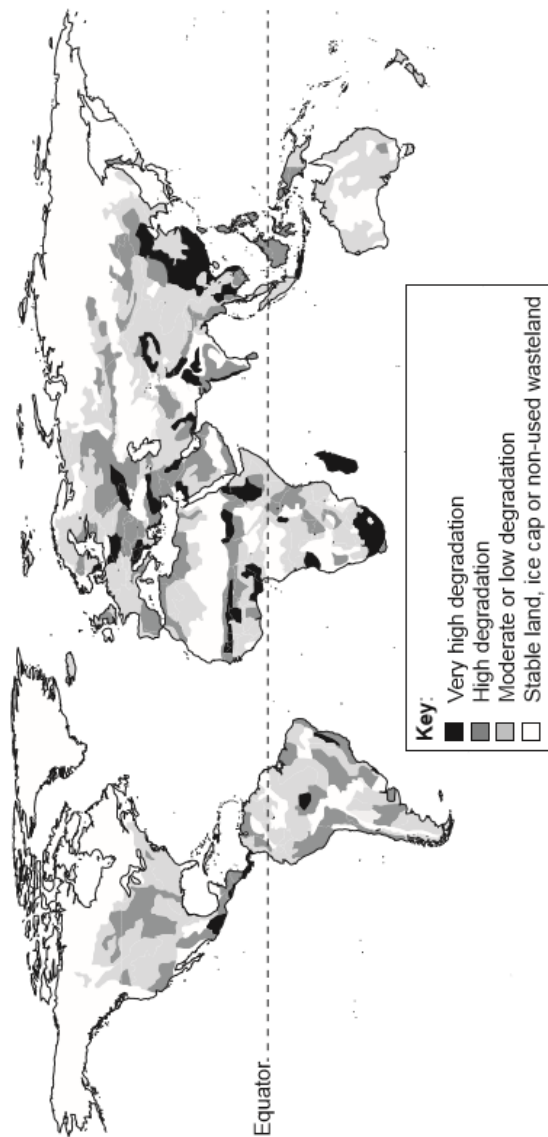 Equator
Key:
Very high degradation
High degradation
Moderate or low degradation
Stable land, ice cap or non-used wasteland